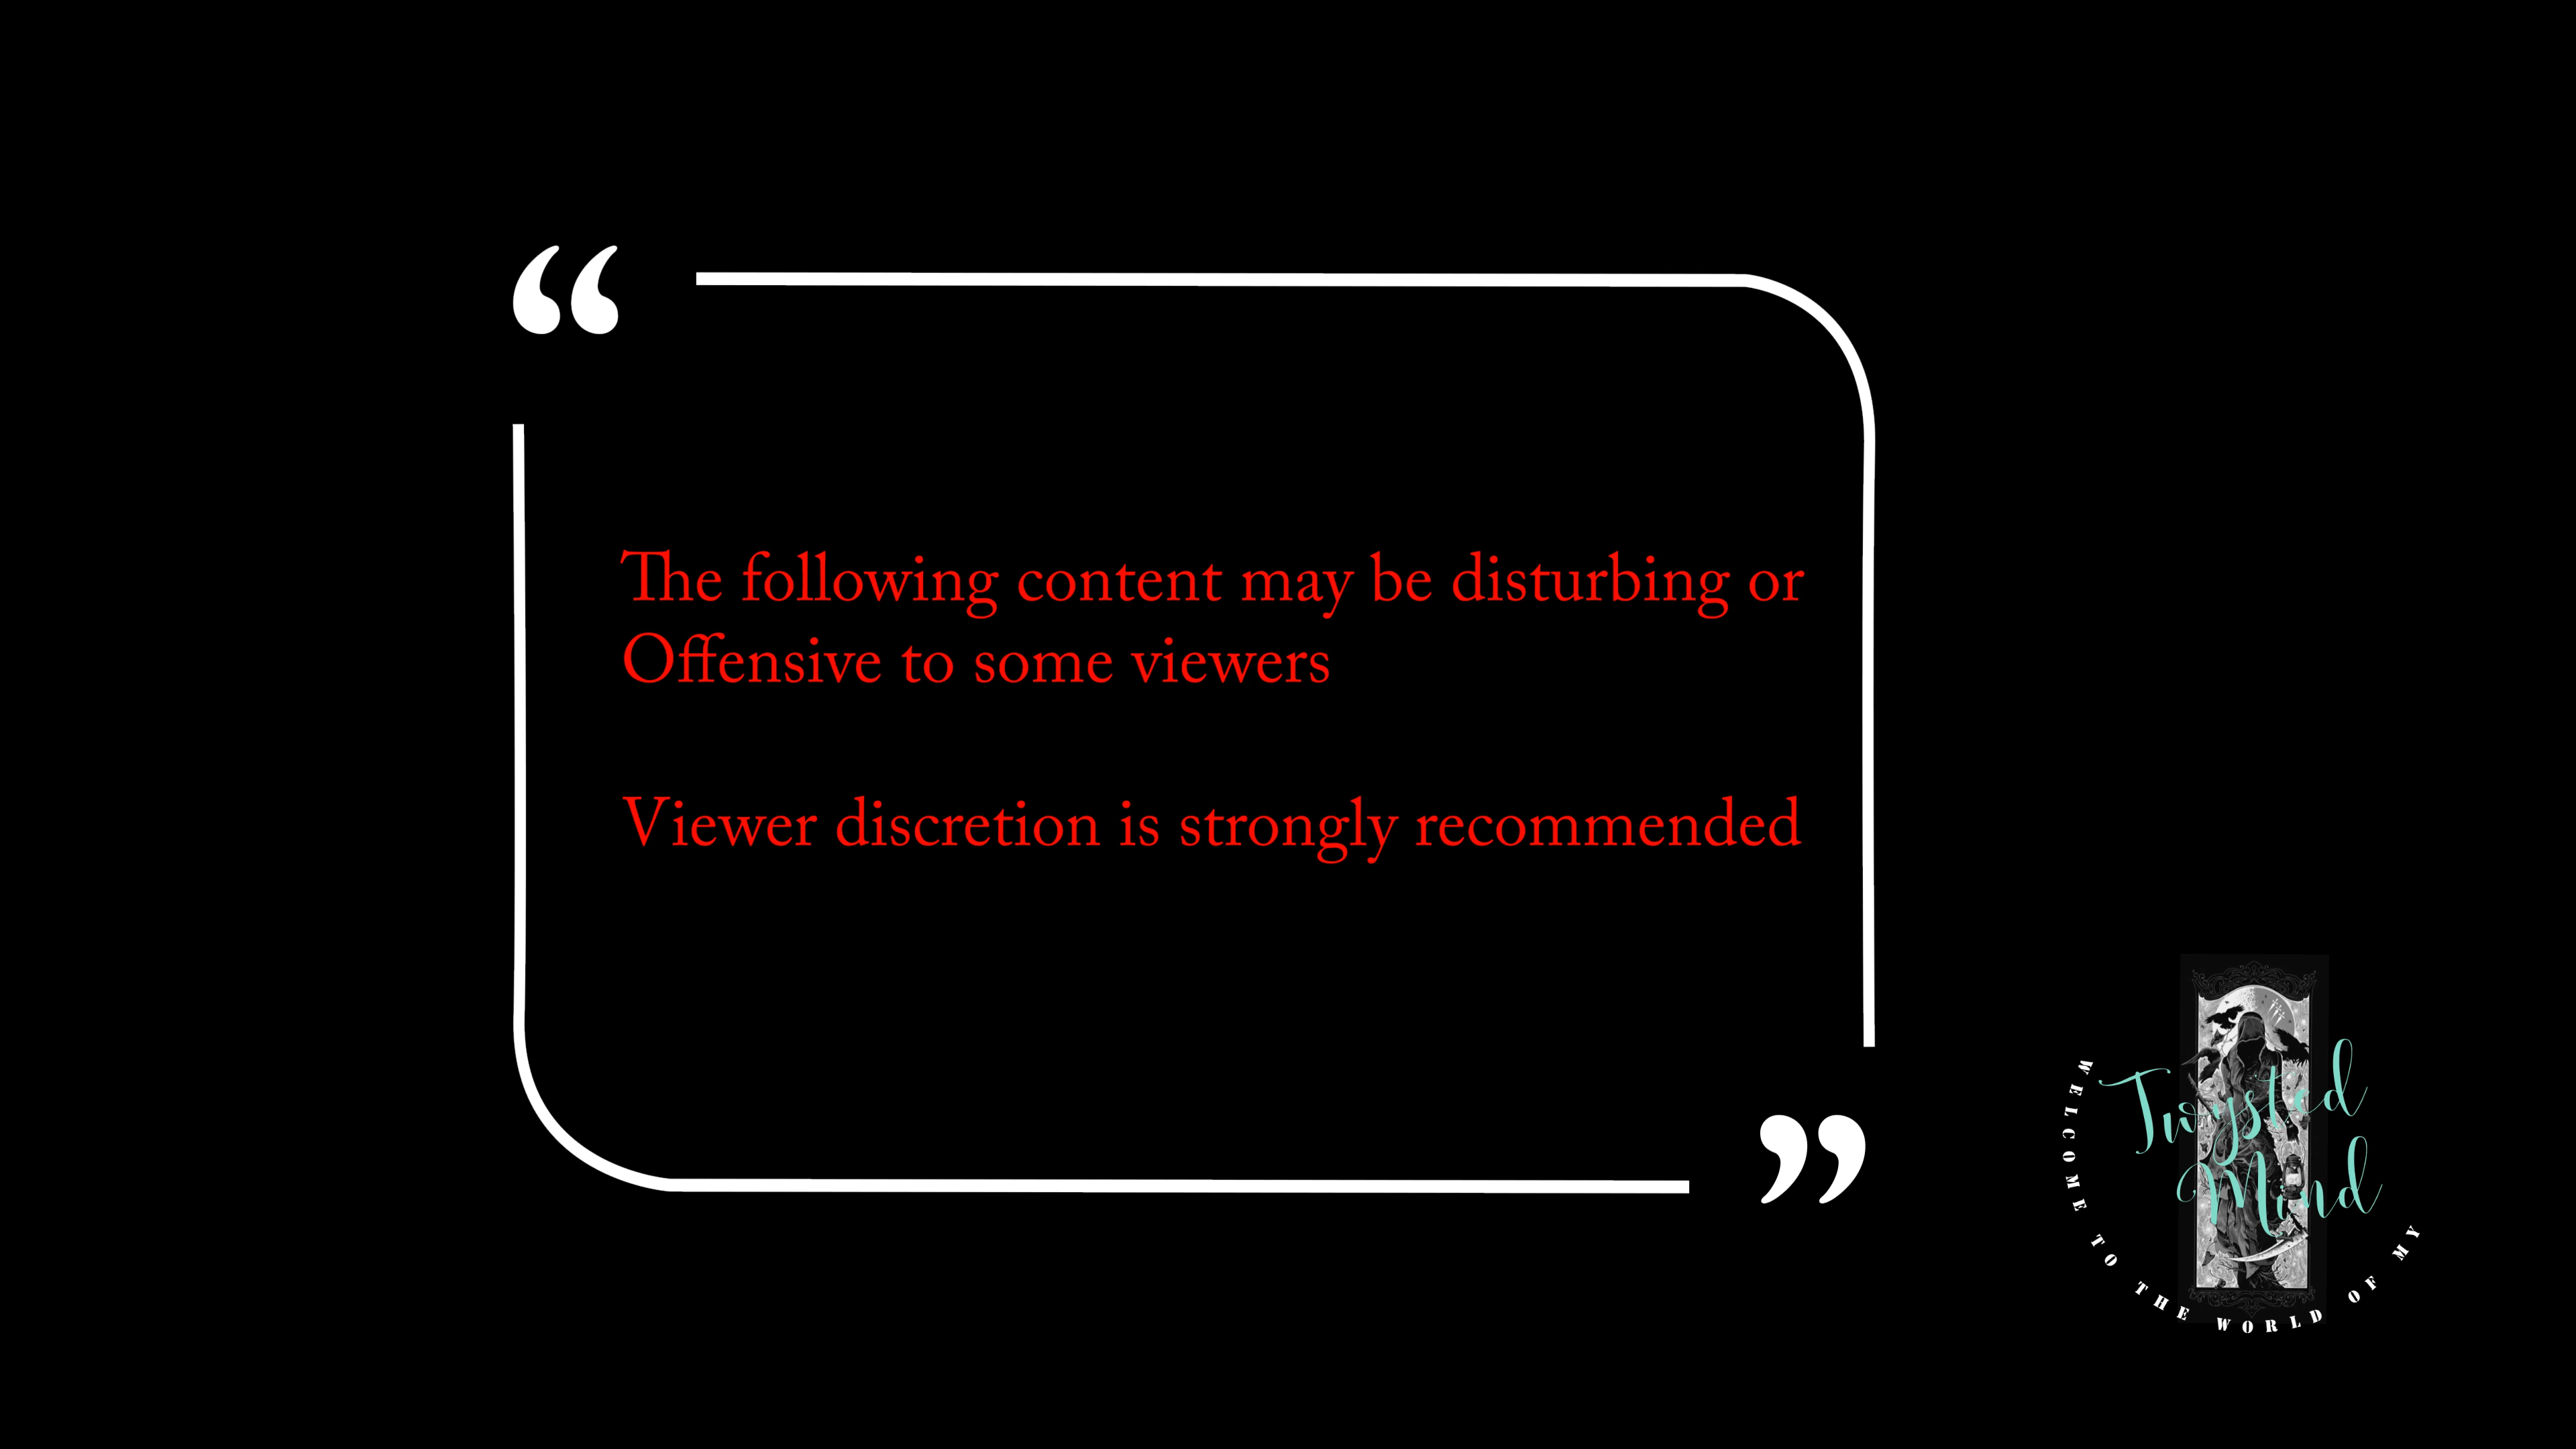 “
The following content may be disturbing or
Offensive to some viewers
Viewer discretion is strongly recommended
”
Twysted
Mind
WELCOME TO THE WORLD OF MY